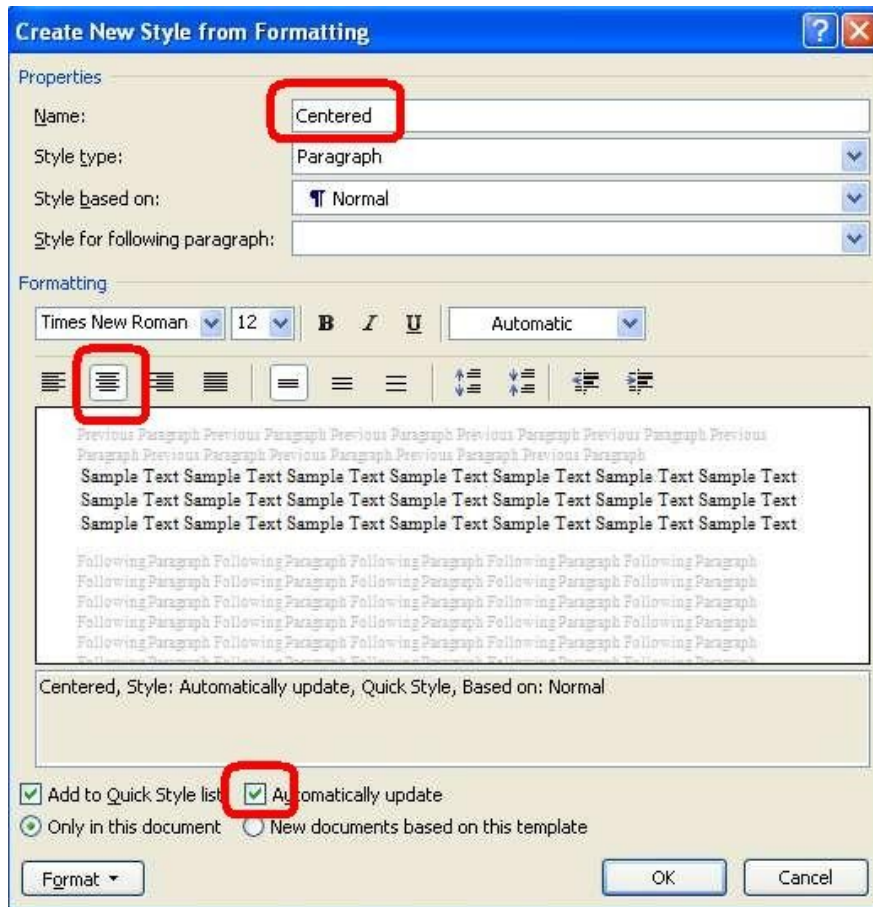 Create New Style from Formatting
Properties
Name:
Centered
Style type:
Paragraph
Style based on:
¶ Normal
Style for following paragraph:
Formatting
Times New Roman 12 B I U Automatic
Previous Paragraph Previous Paragraph Previous Paragraph Previous Paragraph Previous Paragraph Previous
Paragraph Previous Paragraph Previous Paragraph Previous Paragraph Previous Paragraph
Sample Text Sample Text Sample Text Sample Text Sample Text Sample Text Sample Text
Sample Text Sample Text Sample Text Sample Text Sample Text Sample Text Sample Text
Sample Text Sample Text Sample Text Sample Text Sample Text Sample Text Sample Text
Following Paragraph Following Paragraph Following Paragraph Following Paragraph Following Paragraph
Following Paragraph Following Paragraph Following Paragraph Following Paragraph Following Paragraph
Following Paragraph Following Paragraph Following Paragraph Following Paragraph Following Paragraph
Following Paragraph Following Paragraph Following Paragraph Following Paragraph Following Paragraph
Following Paragraph Following Paragraph Following Paragraph Following Paragraph Following Paragraph
Centered, Style: Automatically update, Quick Style, Based on: Normal
Add to Quick Style list Automatically update
Only in this document New documents based on this template
Format OK Cancel